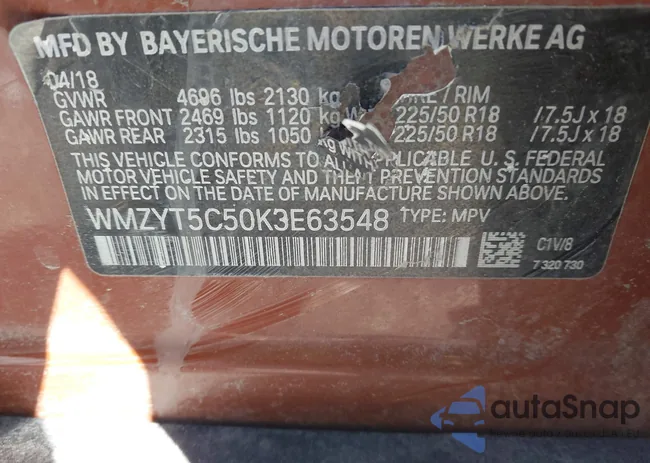 MFD BY BAYERISCHE MOTOREN WERKE AG
04/18
GVWR 4696 lbs 2130 kg
GAWR FRONT 2469 lbs 1120 kg W/ 225/50 R18 /7.5J x 18
GAWR REAR 2315 lbs 1050 225/50 R18 /7.5J x 18
/ RIM
THIS VEHICLE CONFORMS TO ALL APPLICABLE U. S. FEDERAL
MOTOR VEHICLE SAFETY AND THEFT PREVENTION STANDARDS
IN EFFECT ON THE DATE OF MANUFACTURE SHOWN ABOVE.
WMZYT5C50K3E63548 TYPE: MPV
C1V/8
7 320 730
autoSnap